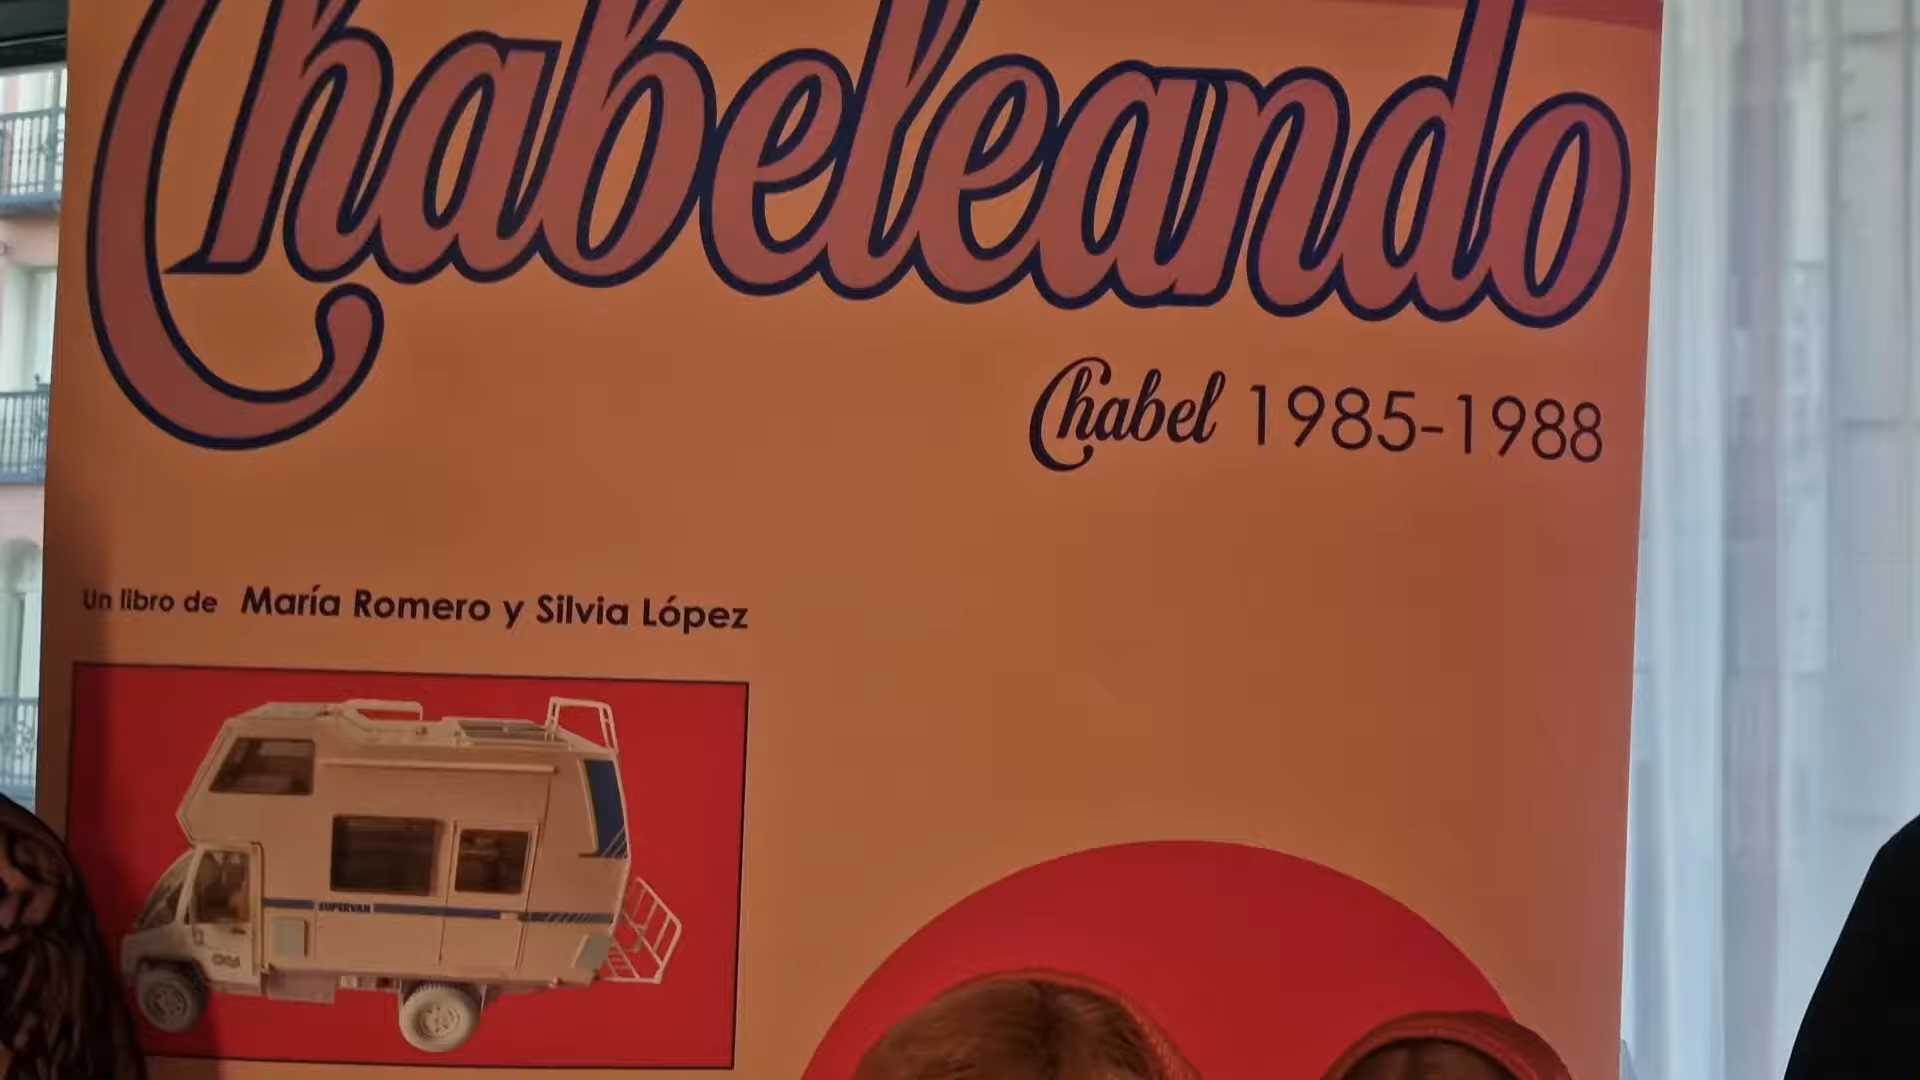 Chabeleando
Chabel 1985-1988
Un libro de María Romero y Silvia López
SUPERVAN